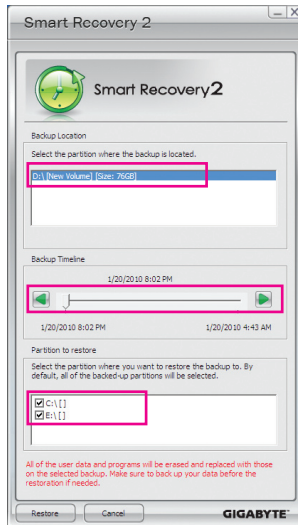 Smart Recovery 2
Smart Recovery2
Backup Location
Select the partition where the backup is located.
D:\ [New Volume] [Size: 76GB]
Backup Timeline
1/20/2010 8:02 PM
1/20/2010 8:02 PM 1/20/2010 4:43 AM
Partition to restore
Select the partition where you want to restore the backup to. By
default, all of the backed-up partitions will be selected.
C:\ [ ]
E:\ [ ]
All of the user data and programs will be erased and replaced with those
on the selected backup. Make sure to back up your data before the
restoration if needed.
Restore Cancel GIGABYTE